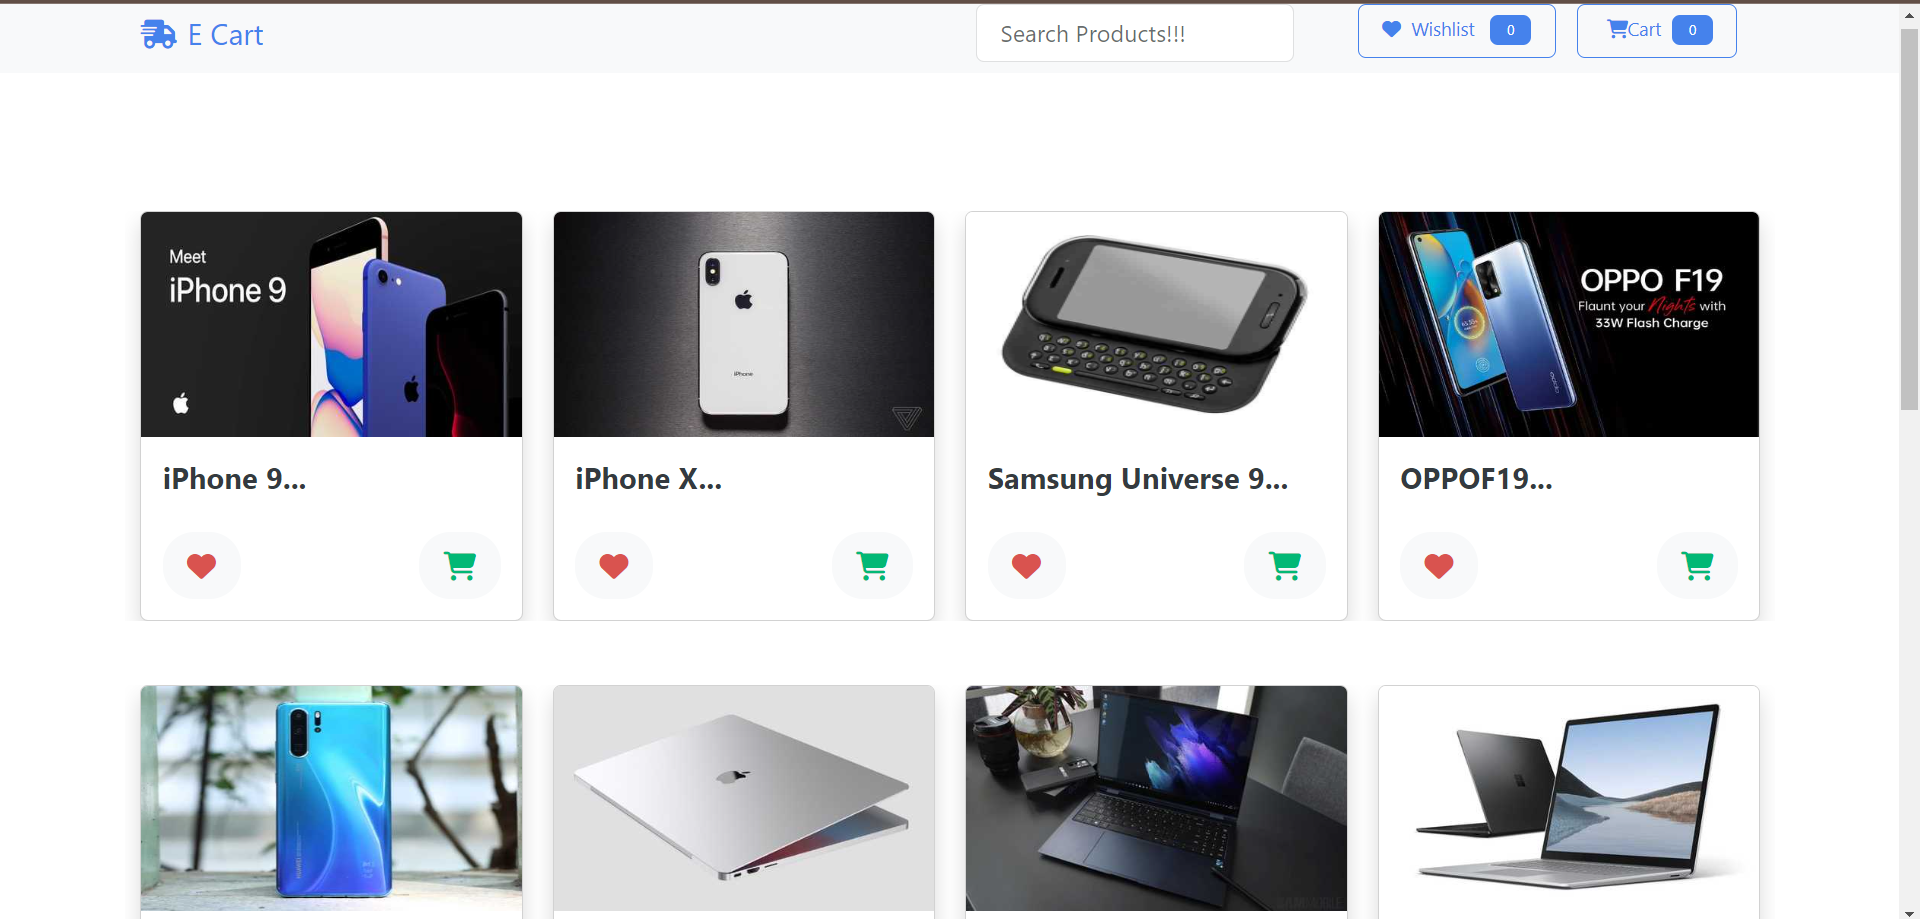 E Cart
Search Products!!!
Wishlist 0
Cart 0
Meet
iPhone 9
iPhone
OPPO F19
Flaunt your Nights with
33W Flash Charge
iPhone 9...
iPhone X...
Samsung Universe 9...
OPPOF19...